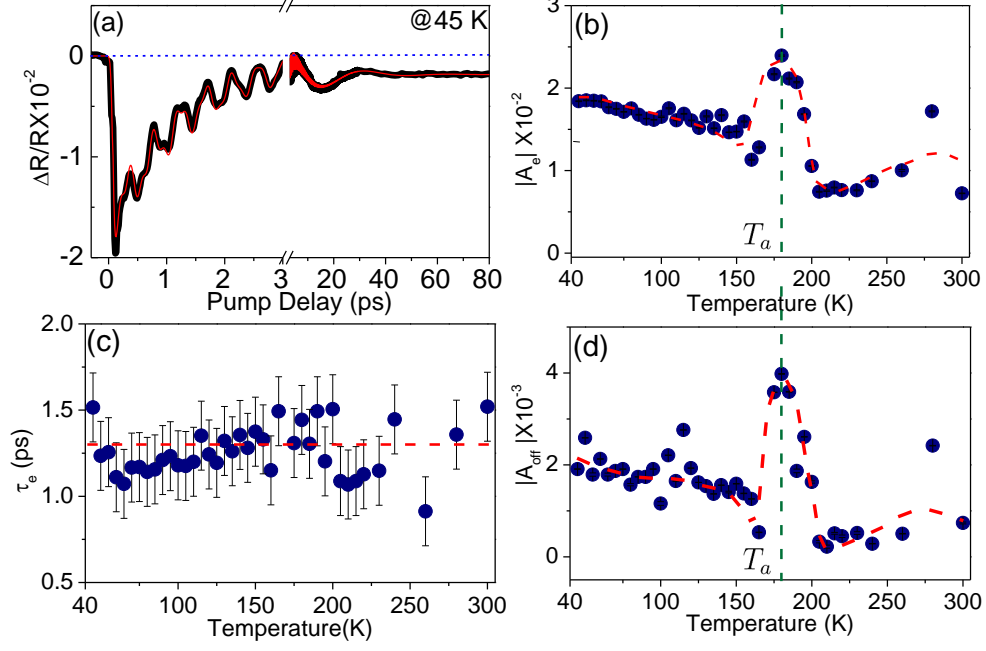 (a)
@45 K
ΔR/RX10⁻²
0
-1
-2
0 1 2 3 20 40 60 80
Pump Delay (ps)
(b)
|Aₑ| X10⁻²
3
2
1
0
Tₐ
40 100 150 200 250 300
Temperature (K)
(c)
τₑ (ps)
2.0
1.5
1.0
0.5
40 100 150 200 250 300
Temperature(K)
(d)
|A_off |X10⁻³
4
2
0
Tₐ
40 100 150 200 250 300
Temperature (K)